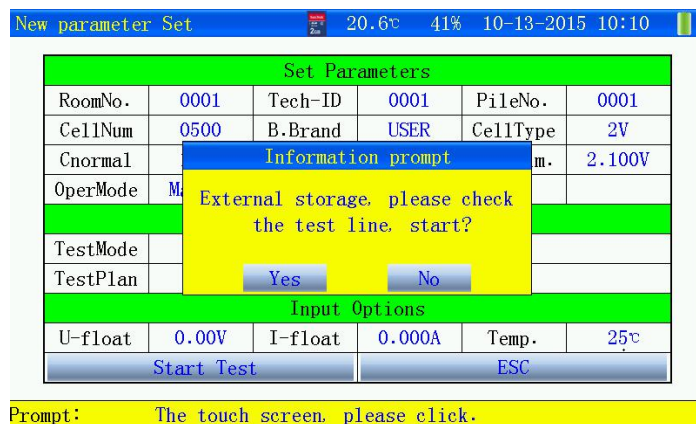 New parameter Set 20.6℃ 41% 10-13-2015 10:10
Set Parameters
RoomNo. 0001 Tech-ID 0001 PileNo. 0001
CellNum 0500 B.Brand USER CellType 2V
Cnormal m. 2.100V
OperMode Ma
Information prompt
External storage, please check
the test line, start?
Yes No
TestMode
TestPlan
Input Options
U-float 0.00V I-float 0.000A Temp. 25℃
Start Test ESC
Prompt: The touch screen, please click.